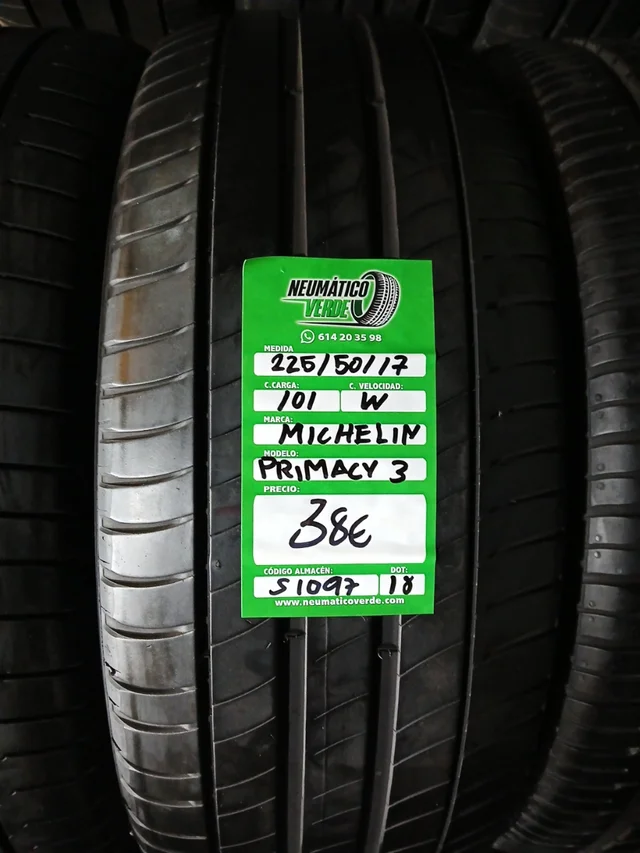 NEUMÁTICO
VERDE
614 20 35 98
MEDIDA
225/50/17
C.CARGA: C. VELOCIDAD:
101 W
MARCA:
MICHELIN
MODELO:
PRIMACY 3
PRECIO:
38€
CÓDIGO ALMACÉN: DOT:
S1097 18
www.neumaticoverde.com